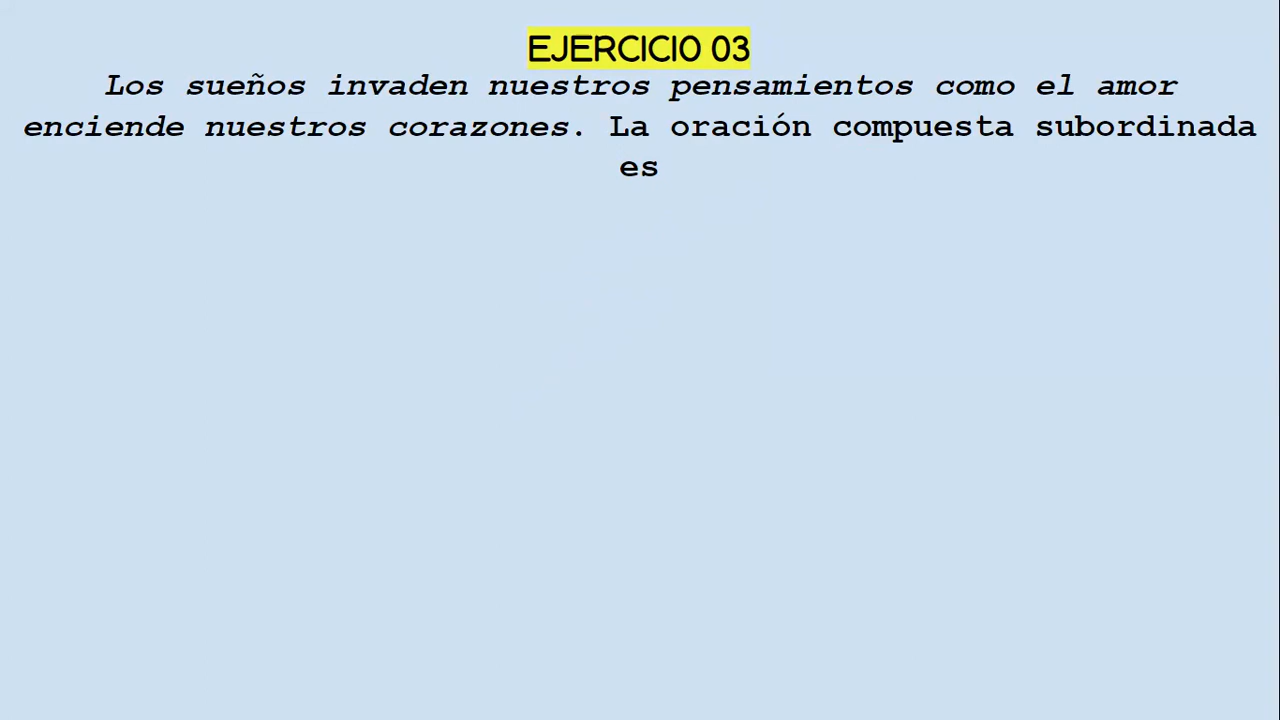 EJERCICIO 03
Los sueños invaden nuestros pensamientos como el amor
enciende nuestros corazones. La oración compuesta subordinada
es